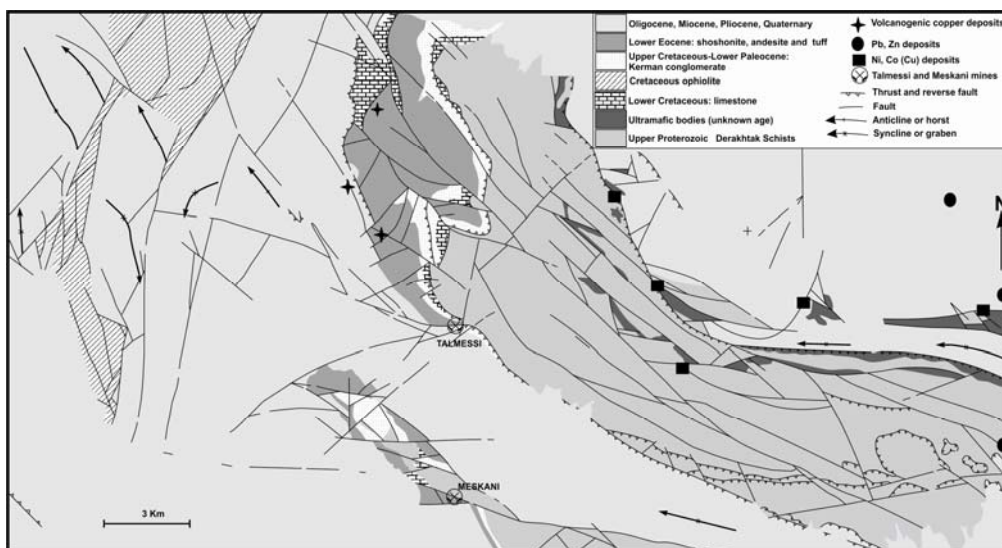 Oligocene, Miocene, Pliocene, Quaternary
Lower Eocene: shoshonite, andesite and tuff
Upper Cretaceous-Lower Paleocene:
Kerman conglomerate
Cretaceous ophiolite
Lower Cretaceous: limestone
Ultramafic bodies (unknown age)
Upper Proterozoic Derakhtak Schists
Volcanogenic copper deposits
Pb, Zn deposits
Ni, Co (Cu) deposits
Talmessi and Meskani mines
Thrust and reverse fault
Fault
Anticline or horst
Syncline or graben
N
TALMESSI
MESKANI
3 Km